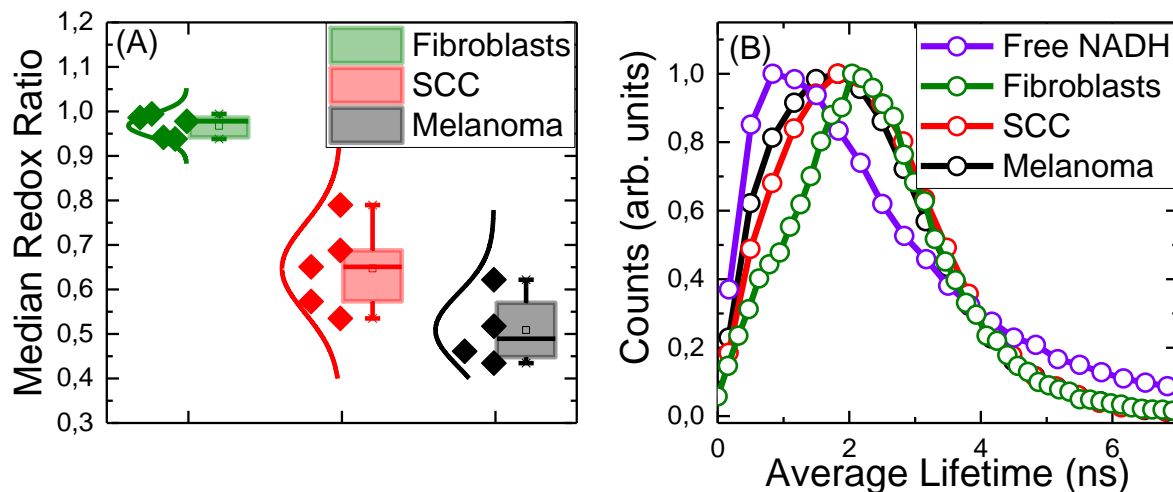 (A)
Fibroblasts
SCC
Melanoma
Median Redox Ratio
1,2
1,1
1,0
0,9
0,8
0,7
0,6
0,5
0,4
0,3
(B)
Free NADH
Fibroblasts
SCC
Melanoma
Counts (arb. units)
1,0
0,8
0,6
0,4
0,2
0,0
0 2 4 6
Average Lifetime (ns)